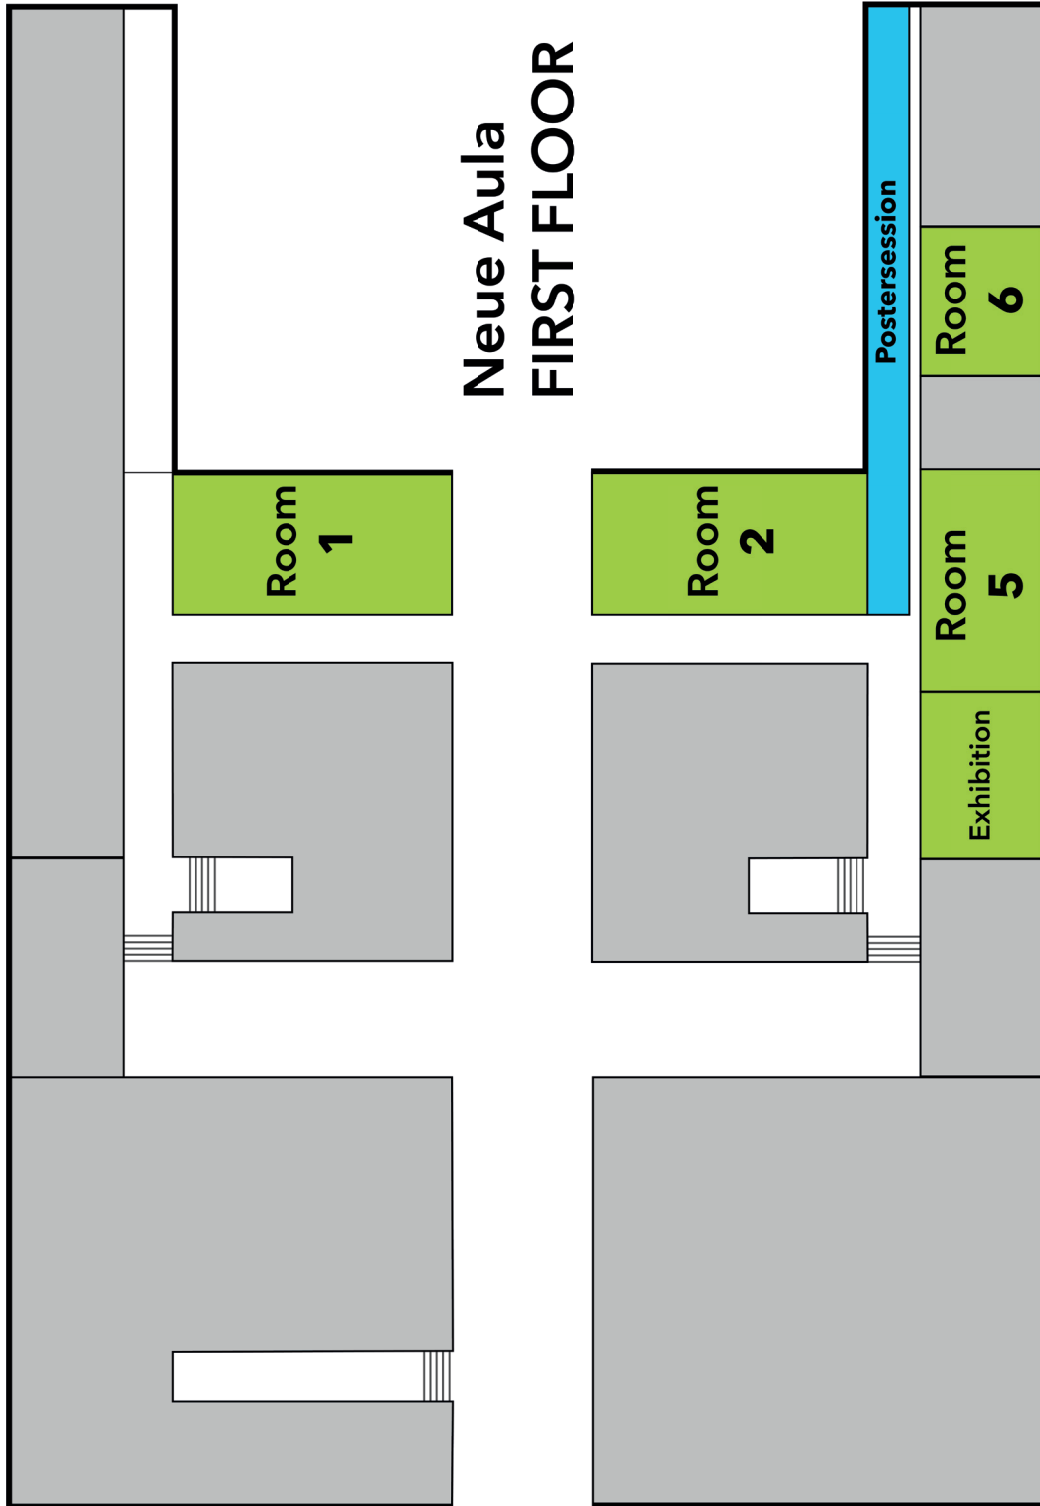 Neue Aula
FIRST FLOOR
Room
1
Room
2
Postersession
Room
6
Room
5
Exhibition